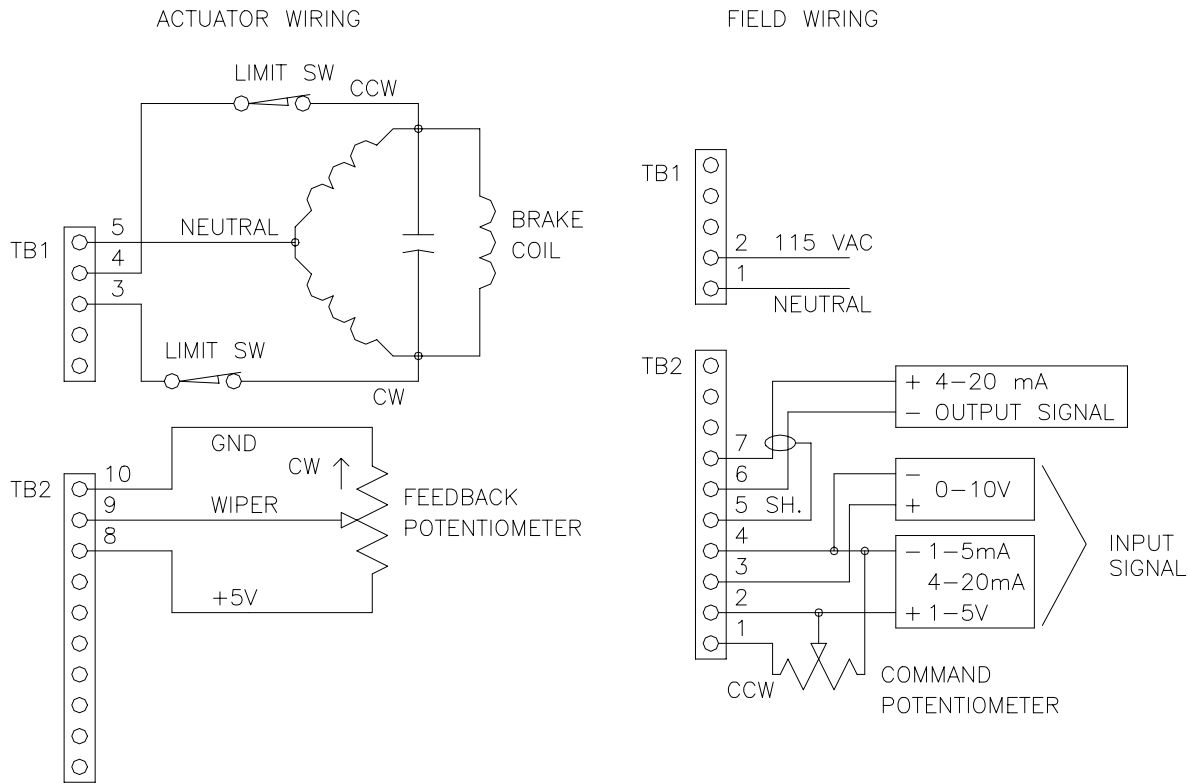 ACTUATOR WIRING
LIMIT SW
CCW
TB1
5
NEUTRAL
4
3
BRAKE
COIL
LIMIT SW
CW
GND
TB2
10
CW
9
WIPER
8
FEEDBACK
POTENTIOMETER
+5V
FIELD WIRING
TB1
2 115 VAC
1
NEUTRAL
TB2
+ 4-20 mA
- OUTPUT SIGNAL
7
6
5 SH.
4
3
2
1
-
0-10V
+
- 1-5mA
4-20mA
+ 1-5V
INPUT
SIGNAL
CCW
COMMAND
POTENTIOMETER